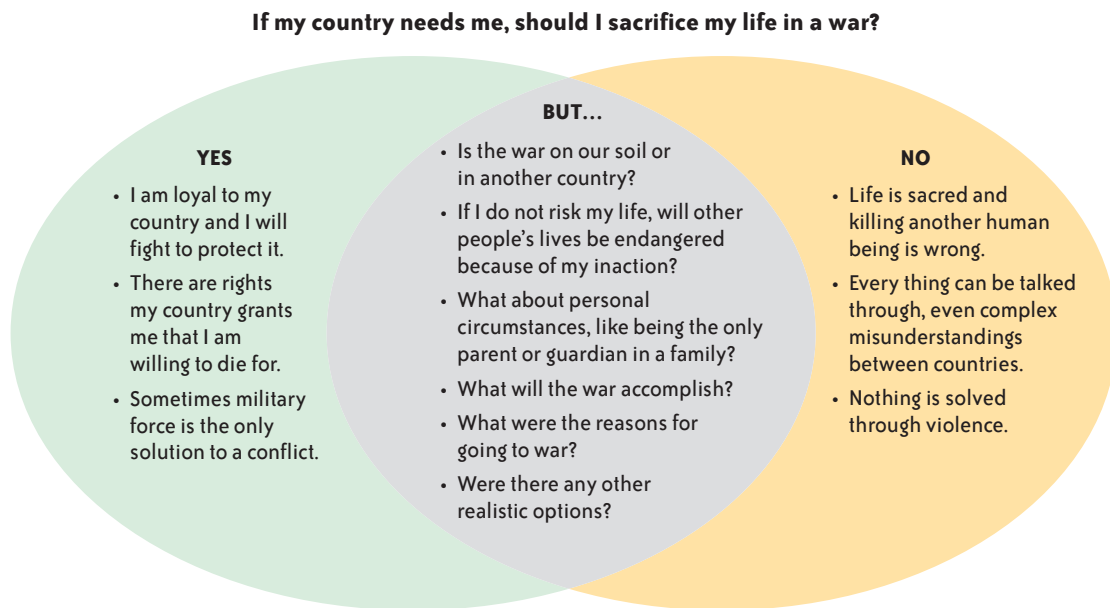 If my country needs me, should I sacrifice my life in a war?
YES
• I am loyal to my
country and I will
fight to protect it.
• There are rights
my country grants
me that I am
willing to die for.
• Sometimes military
force is the only
solution to a conflict.
BUT...
• Is the war on our soil or
in another country?
• If I do not risk my life, will other
people’s lives be endangered
because of my inaction?
• What about personal
circumstances, like being the only
parent or guardian in a family?
• What will the war accomplish?
• What were the reasons for
going to war?
• Were there any other
realistic options?
NO
• Life is sacred and
killing another human
being is wrong.
• Every thing can be talked
through, even complex
misunderstandings
between countries.
• Nothing is solved
through violence.